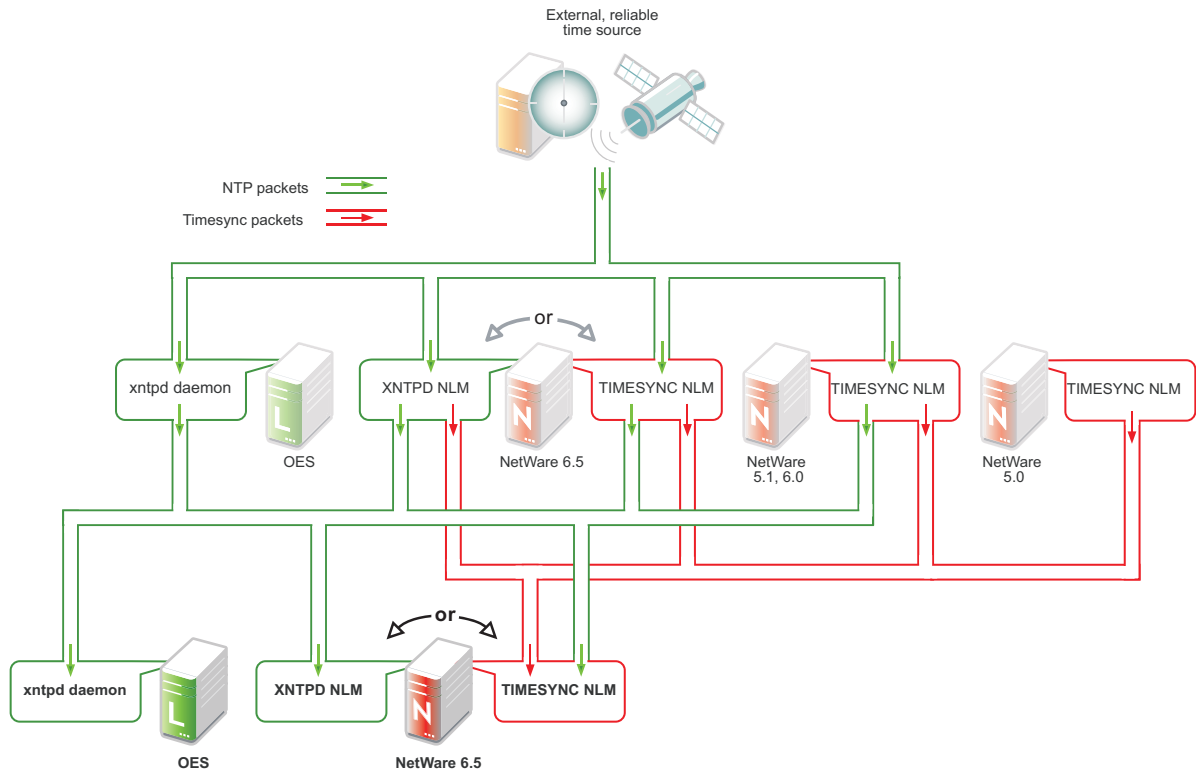 External, reliable
time source
NTP packets
Timesync packets
or
xntpd daemon
XNTPD NLM
TIMESYNC NLM
TIMESYNC NLM
TIMESYNC NLM
L
N
N
N
OES
NetWare 6.5
NetWare
5.1, 6.0
NetWare
5.0
or
xntpd daemon
XNTPD NLM
TIMESYNC NLM
L
N
OES
NetWare 6.5